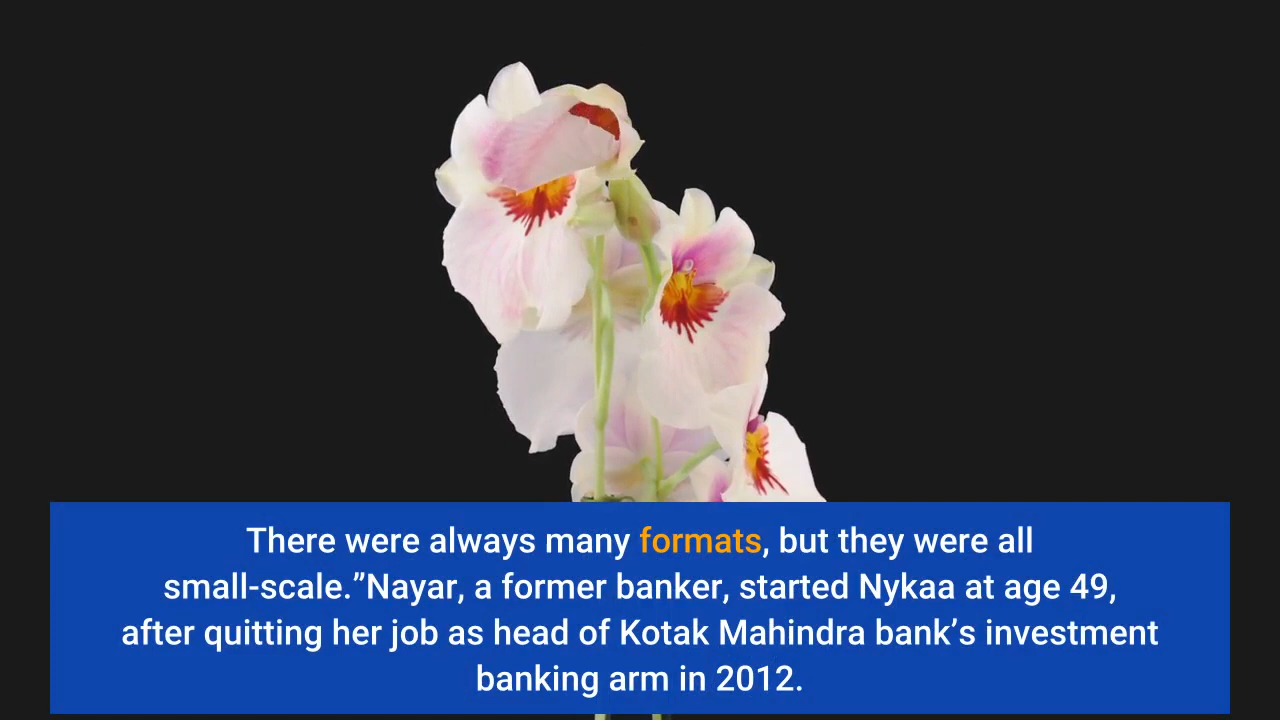 There were always many formats, but they were all
small-scale.”Nayar, a former banker, started Nykaa at age 49,
after quitting her job as head of Kotak Mahindra bank’s investment
banking arm in 2012.